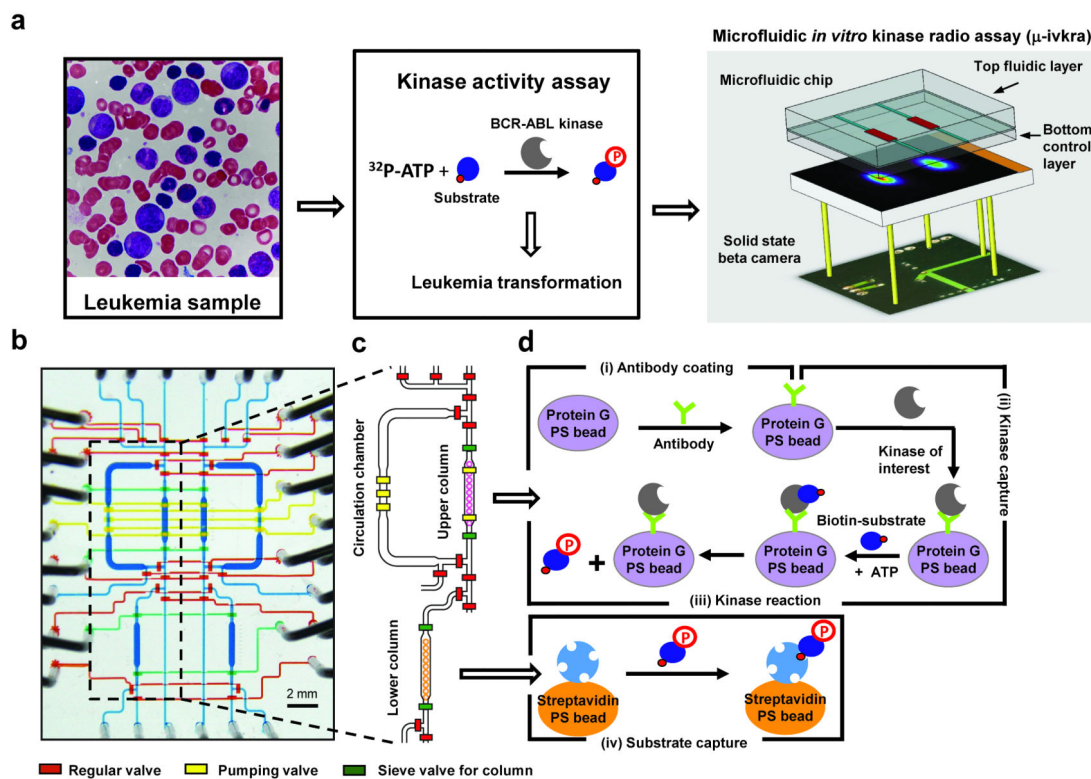 a
Leukemia sample
Kinase activity assay
BCR-ABL kinase
³²P-ATP +
P
Substrate
Leukemia transformation
Microfluidic in vitro kinase radio assay (μ-ivkra)
Microfluidic chip
Top fluidic layer
Bottom
control
layer
Solid state
beta camera
b
2 mm
c
Circulation chamber
Upper column
Lower column
d
(i) Antibody coating
Protein G
PS bead
Antibody
Protein G
PS bead
(ii) Kinase capture
Kinase of
interest
Biotin-substrate
+ ATP
Protein G
PS bead
Protein G
PS bead
Protein G
PS bead
+
P
(iii) Kinase reaction
Streptavidin
PS bead
P
P
Streptavidin
PS bead
(iv) Substrate capture
Regular valve
Pumping valve
Sieve valve for column